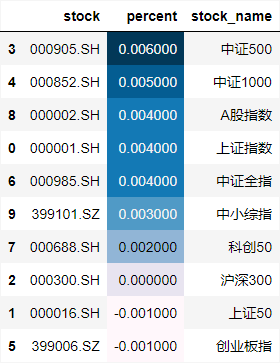 stock percent stock_name
3 000905.SH 0.006000 中证500
4 000852.SH 0.005000 中证1000
8 000002.SH 0.004000 A股指数
0 000001.SH 0.004000 上证指数
6 000985.SH 0.004000 中证全指
9 399101.SZ 0.003000 中小综指
7 000688.SH 0.002000 科创50
2 000300.SH 0.000000 沪深300
1 000016.SH -0.001000 上证50
5 399006.SZ -0.001000 创业板指